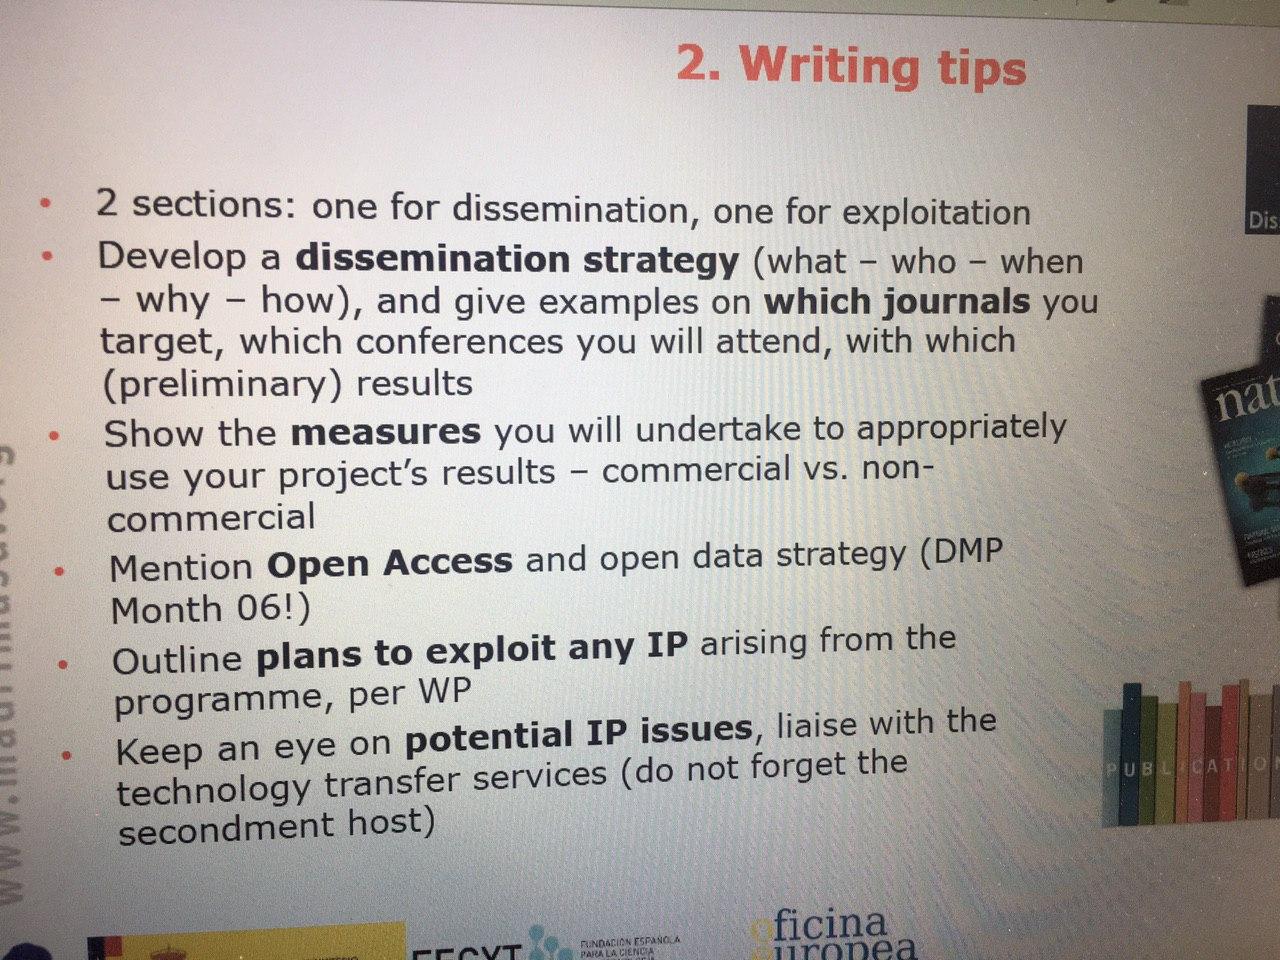 2. Writing tips
• 2 sections: one for dissemination, one for exploitation
• Develop a dissemination strategy (what – who – when
– why – how), and give examples on which journals you
target, which conferences you will attend, with which
(preliminary) results
• Show the measures you will undertake to appropriately
use your project's results – commercial vs. non-
commercial
• Mention Open Access and open data strategy (DMP
Month 06!)
• Outline plans to exploit any IP arising from the
programme, per WP
• Keep an eye on potential IP issues, liaise with the
technology transfer services (do not forget the
secondment host)
Dis
nat
PUBLICATION
FECYT
FUNDACIÓN ESPAÑOLA
PARA LA CIENCIA
oficina
europea